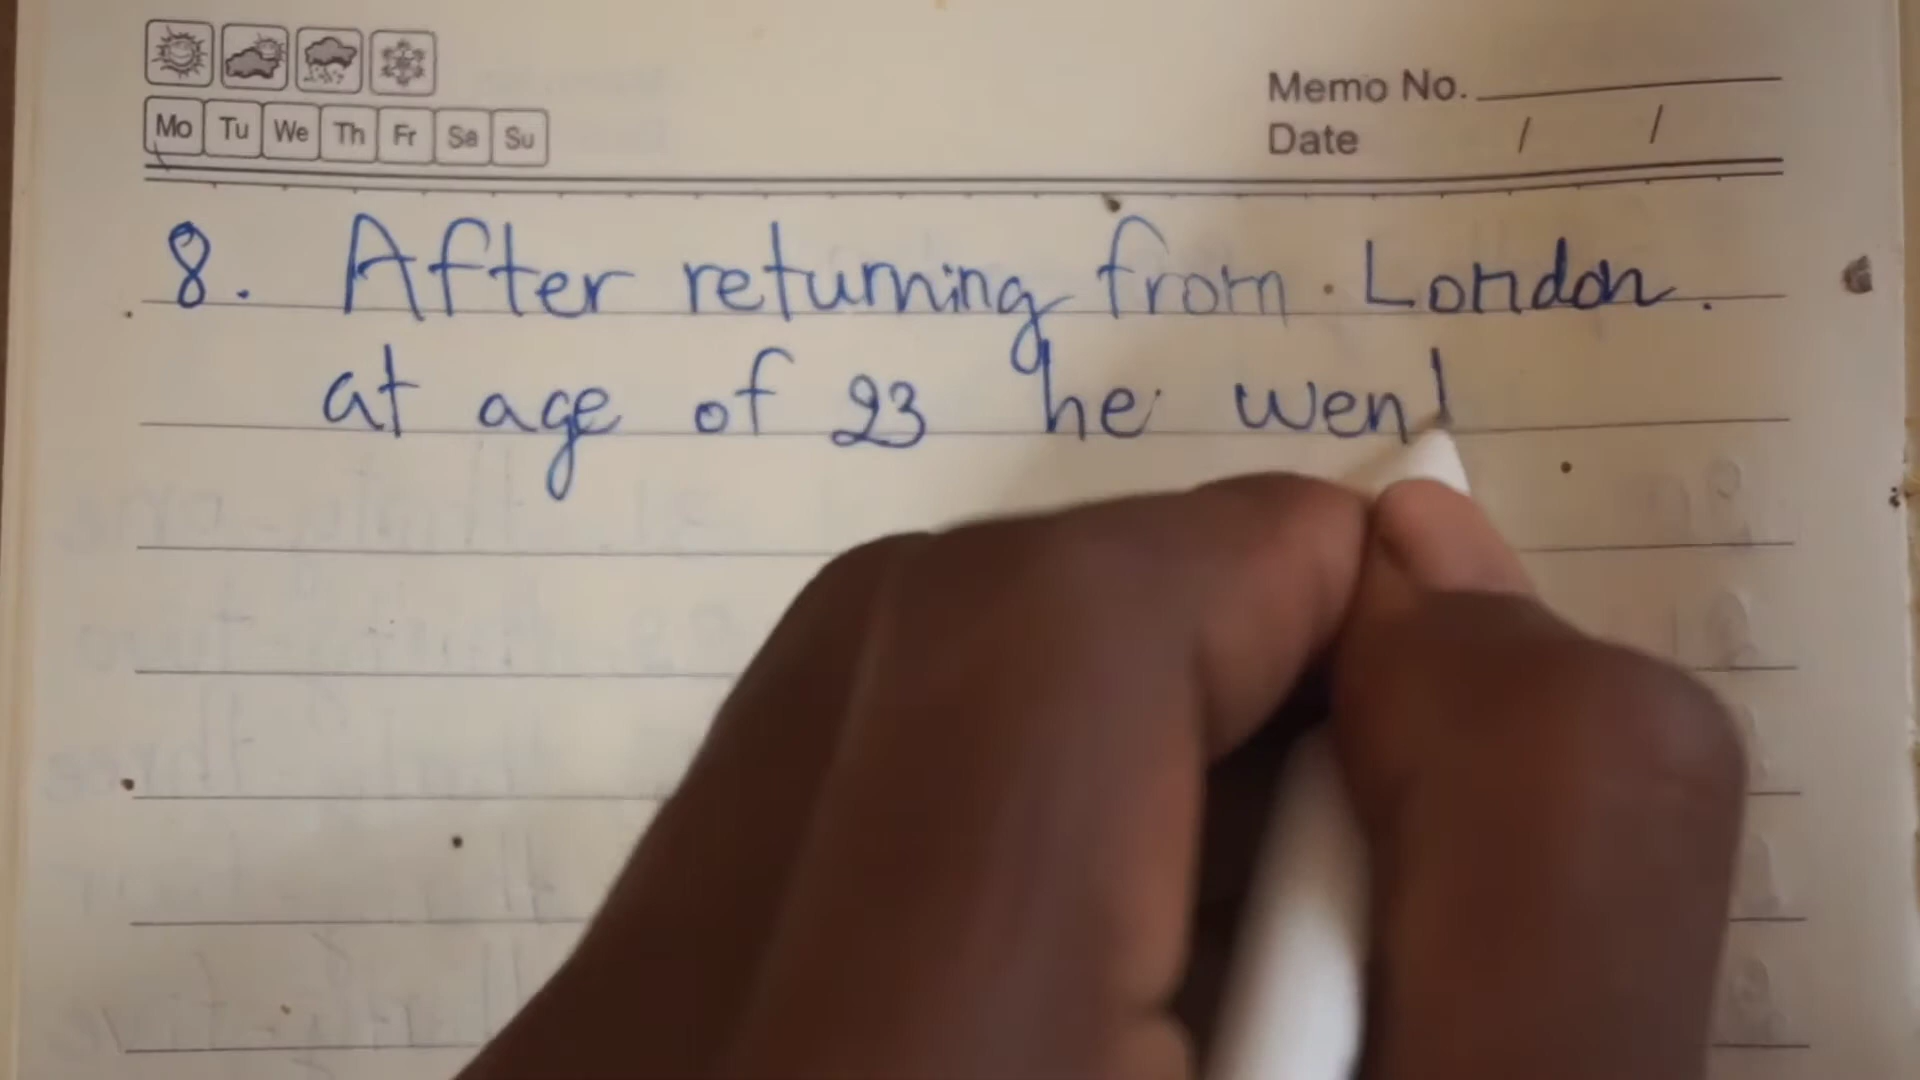 Memo No.
Mo Tu We Th Fr Sa Su
Date / /
8. After returning from London.
at age of 23 he wen